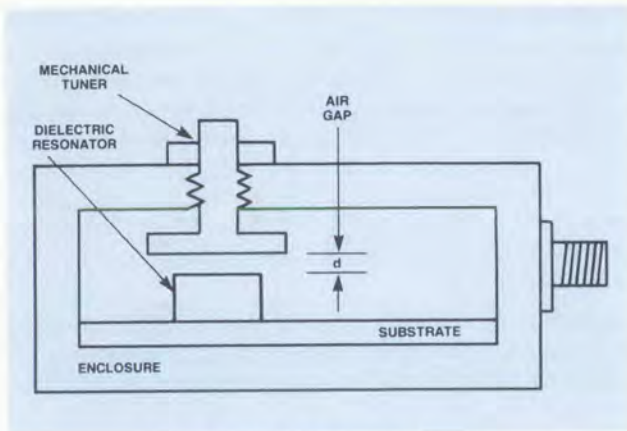 MECHANICAL
TUNER
DIELECTRIC
RESONATOR
AIR
GAP
d
SUBSTRATE
ENCLOSURE